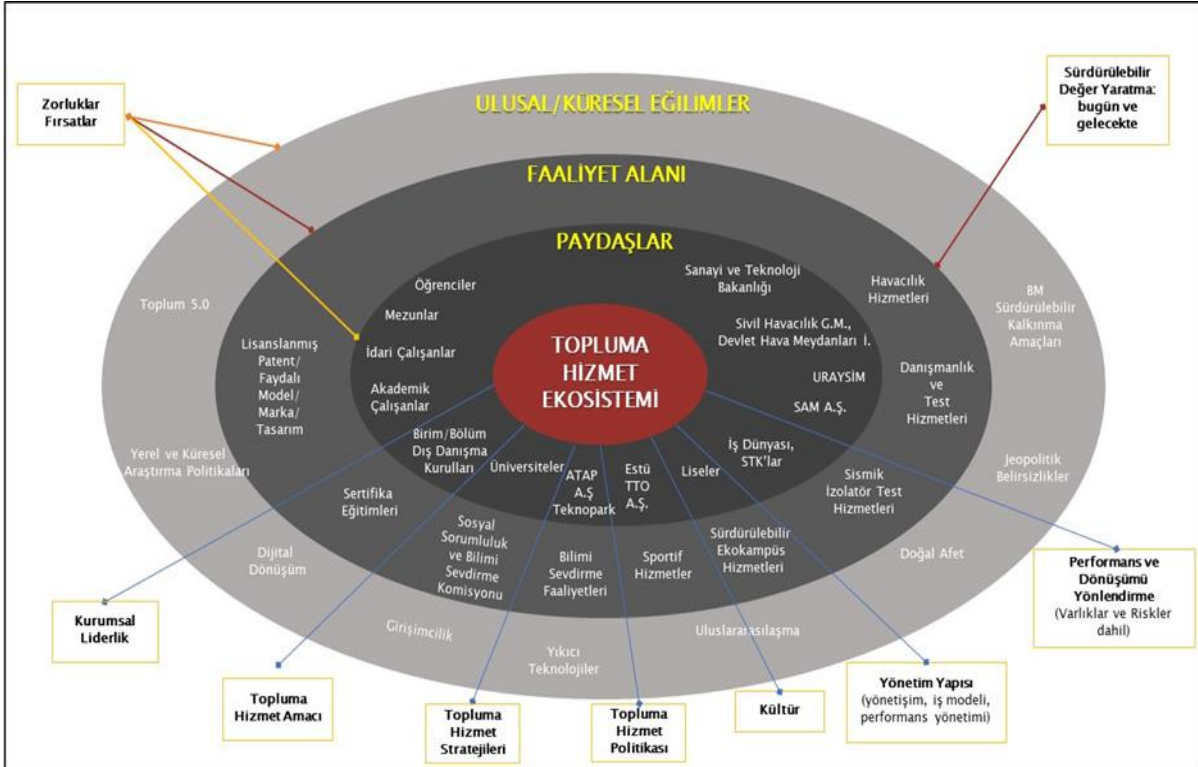 Zorluklar
Fırsatlar
Sürdürülebilir
Değer Yaratma:
bugün ve
gelecekte
ULUSAL/KÜRESEL EĞİLİMLER
FAALİYET ALANI
PAYDAŞLAR
Öğrenciler
Mezunlar
İdari Çalışanlar
Akademik
Çalışanlar
Birim/Bölüm
Dış Danışma
Kurulları
Üniversiteler
ATAP
A.Ş
Teknopark
Estü
TTO
A.Ş.
Liseler
İş Dünyası,
STK'lar
SAM A.Ş.
URAYSİM
Sivil Havacılık G.M.,
Devlet Hava Meydanları İ.
Sanayi ve Teknoloji
Bakanlığı
TOPLUMA
HİZMET
EKOSİSTEMİ
Lisanslanmış
Patent/
Faydalı
Model/
Marka/
Tasarım
Sertifika
Eğitimleri
Sosyal
Sorumluluk
ve Bilimi
Sevdirme
Komisyonu
Bilimi
Sevdirme
Faaliyetleri
Sportif
Hizmetler
Sürdürülebilir
Ekokampüs
Hizmetleri
Sismik
İzolatör Test
Hizmetleri
Danışmanlık
ve
Test
Hizmetleri
Havacılık
Hizmetleri
Toplum 5.0
Yerel ve Küresel
Araştırma Politikaları
Dijital
Dönüşüm
Girişimcilik
Yıkıcı
Teknolojiler
Uluslararasılaşma
Doğal Afet
Jeopolitik
Belirsizlikler
BM
Sürdürülebilir
Kalkınma
Amaçları
Kurumsal
Liderlik
Topluma
Hizmet Amacı
Topluma
Hizmet
Stratejileri
Topluma
Hizmet
Politikası
Kültür
Yönetim Yapısı
(yönetişim, iş modeli,
performans yönetimi)
Performans ve
Dönüşümü
Yönlendirme
(Varlıklar ve Riskler
dahil)